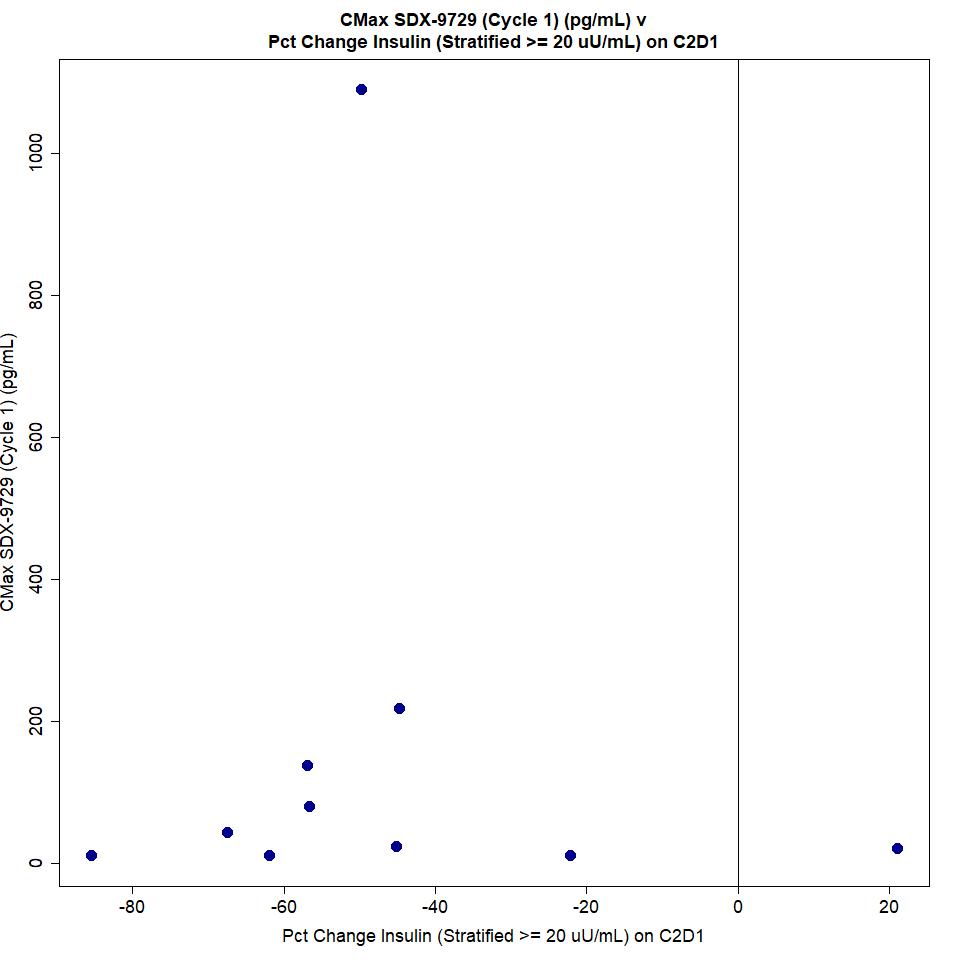 CMax SDX-9729 (Cycle 1) (pg/mL) v
Pct Change Insulin (Stratified >= 20 uU/mL) on C2D1
CMax SDX-9729 (Cycle 1) (pg/mL)
1000
800
600
400
200
0
-80 -60 -40 -20 0 20
Pct Change Insulin (Stratified >= 20 uU/mL) on C2D1